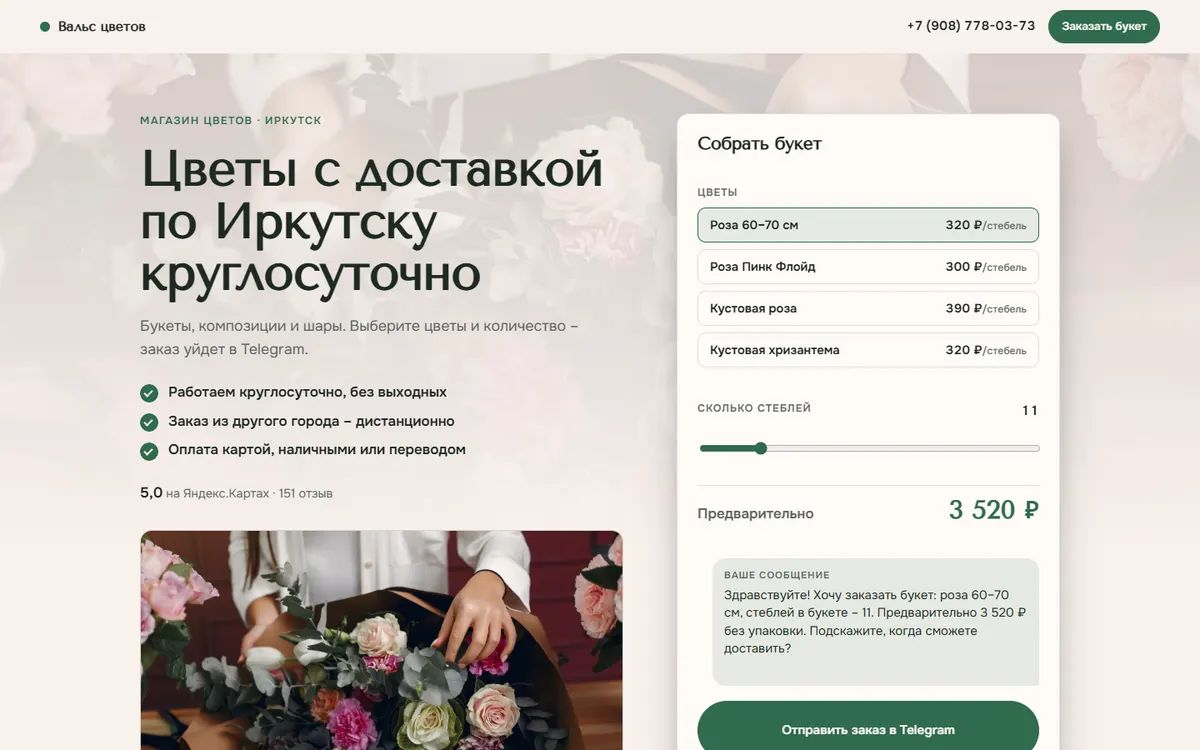 Вальс цветов
+7 (908) 778-03-73
Заказать букет
МАГАЗИН ЦВЕТОВ · ИРКУТСК
Цветы с доставкой
по Иркутску
круглосуточно
Букеты, композиции и шары. Выберите цветы и количество –
заказ уйдет в Telegram.
Работаем круглосуточно, без выходных
Заказ из другого города – дистанционно
Оплата картой, наличными или переводом
5,0 на Яндекс.Картах · 151 отзыв
Собрать букет
ЦВЕТЫ
Роза 60–70 см 320 ₽/стебель
Роза Пинк Флойд 300 ₽/стебель
Кустовая роза 390 ₽/стебель
Кустовая хризантема 320 ₽/стебель
СКОЛЬКО СТЕБЛЕЙ 11
Предварительно 3 520 ₽
ВАШЕ СООБЩЕНИЕ
Здравствуйте! Хочу заказать букет: роза 60–70
см, стеблей в букете – 11. Предварительно 3 520 ₽
без упаковки. Подскажите, когда сможете
доставить?
Отправить заказ в Telegram